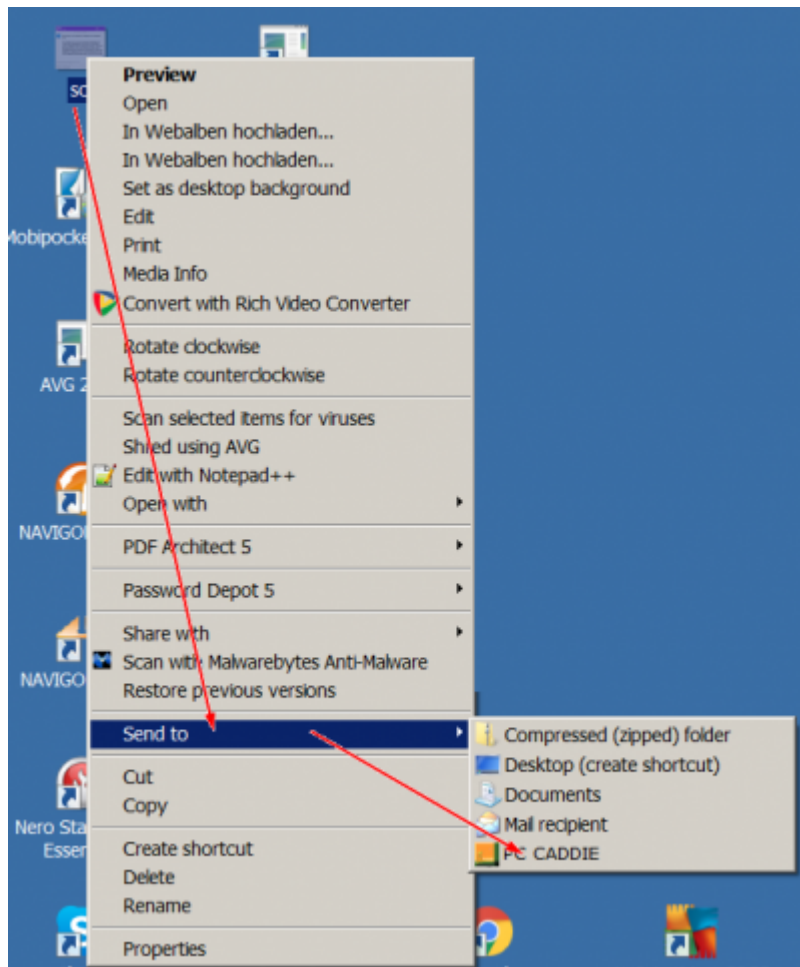 Preview
Open
In Webalben hochladen...
In Webalben hochladen...
Set as desktop background
Edit
Print
Media Info
Convert with Rich Video Converter
Rotate clockwise
Rotate counterclockwise
Scan selected items for viruses
Shred using AVG
Edit with Notepad++
Open with
PDF Architect 5
Password Depot 5
Share with
Scan with Malwarebytes Anti-Malware
Restore previous versions
Send to
Cut
Copy
Create shortcut
Delete
Rename
Properties
Compressed (zipped) folder
Desktop (create shortcut)
Documents
Mail recipient
PC CADDIE
sc
Mobipocke
AVG 2
NAVIGO
NAVIGO
Nero Sta
Esser